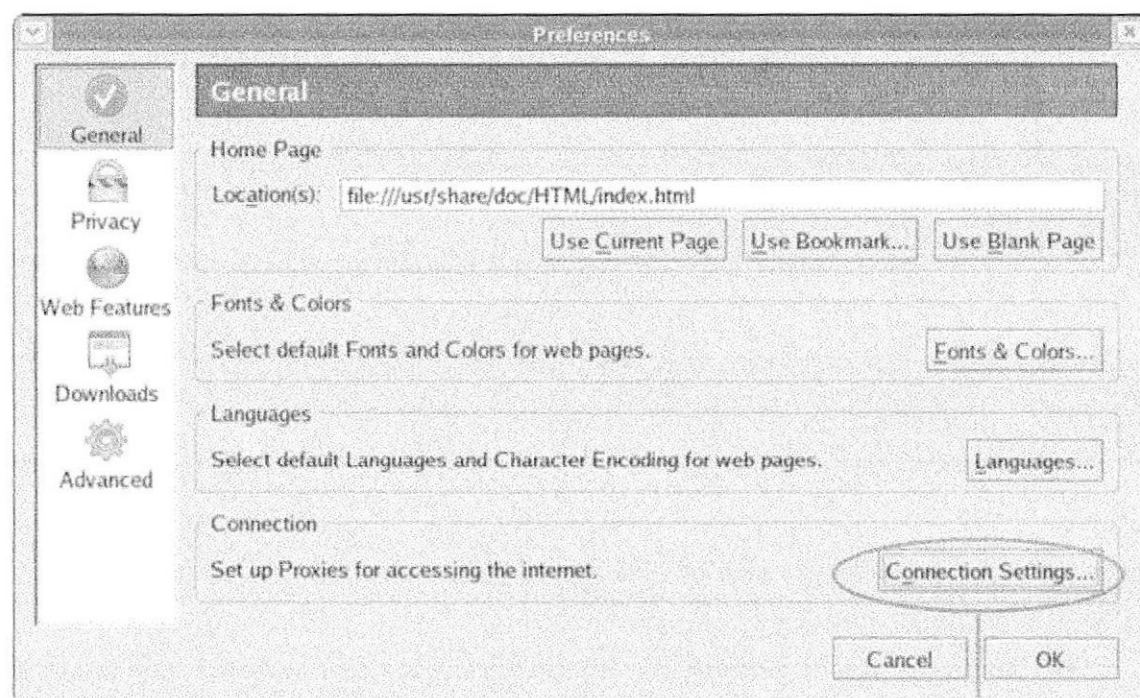 Preferences
General
Privacy
Web Features
Downloads
Advanced
General
Home Page
Location(s): file:///usr/share/doc/HTML/index.html
Use Current Page Use Bookmark... Use Blank Page
Fonts & Colors
Select default Fonts and Colors for web pages. Fonts & Colors...
Languages
Select default Languages and Character Encoding for web pages. Languages...
Connection
Set up Proxies for accessing the internet. Connection Settings...
Cancel OK